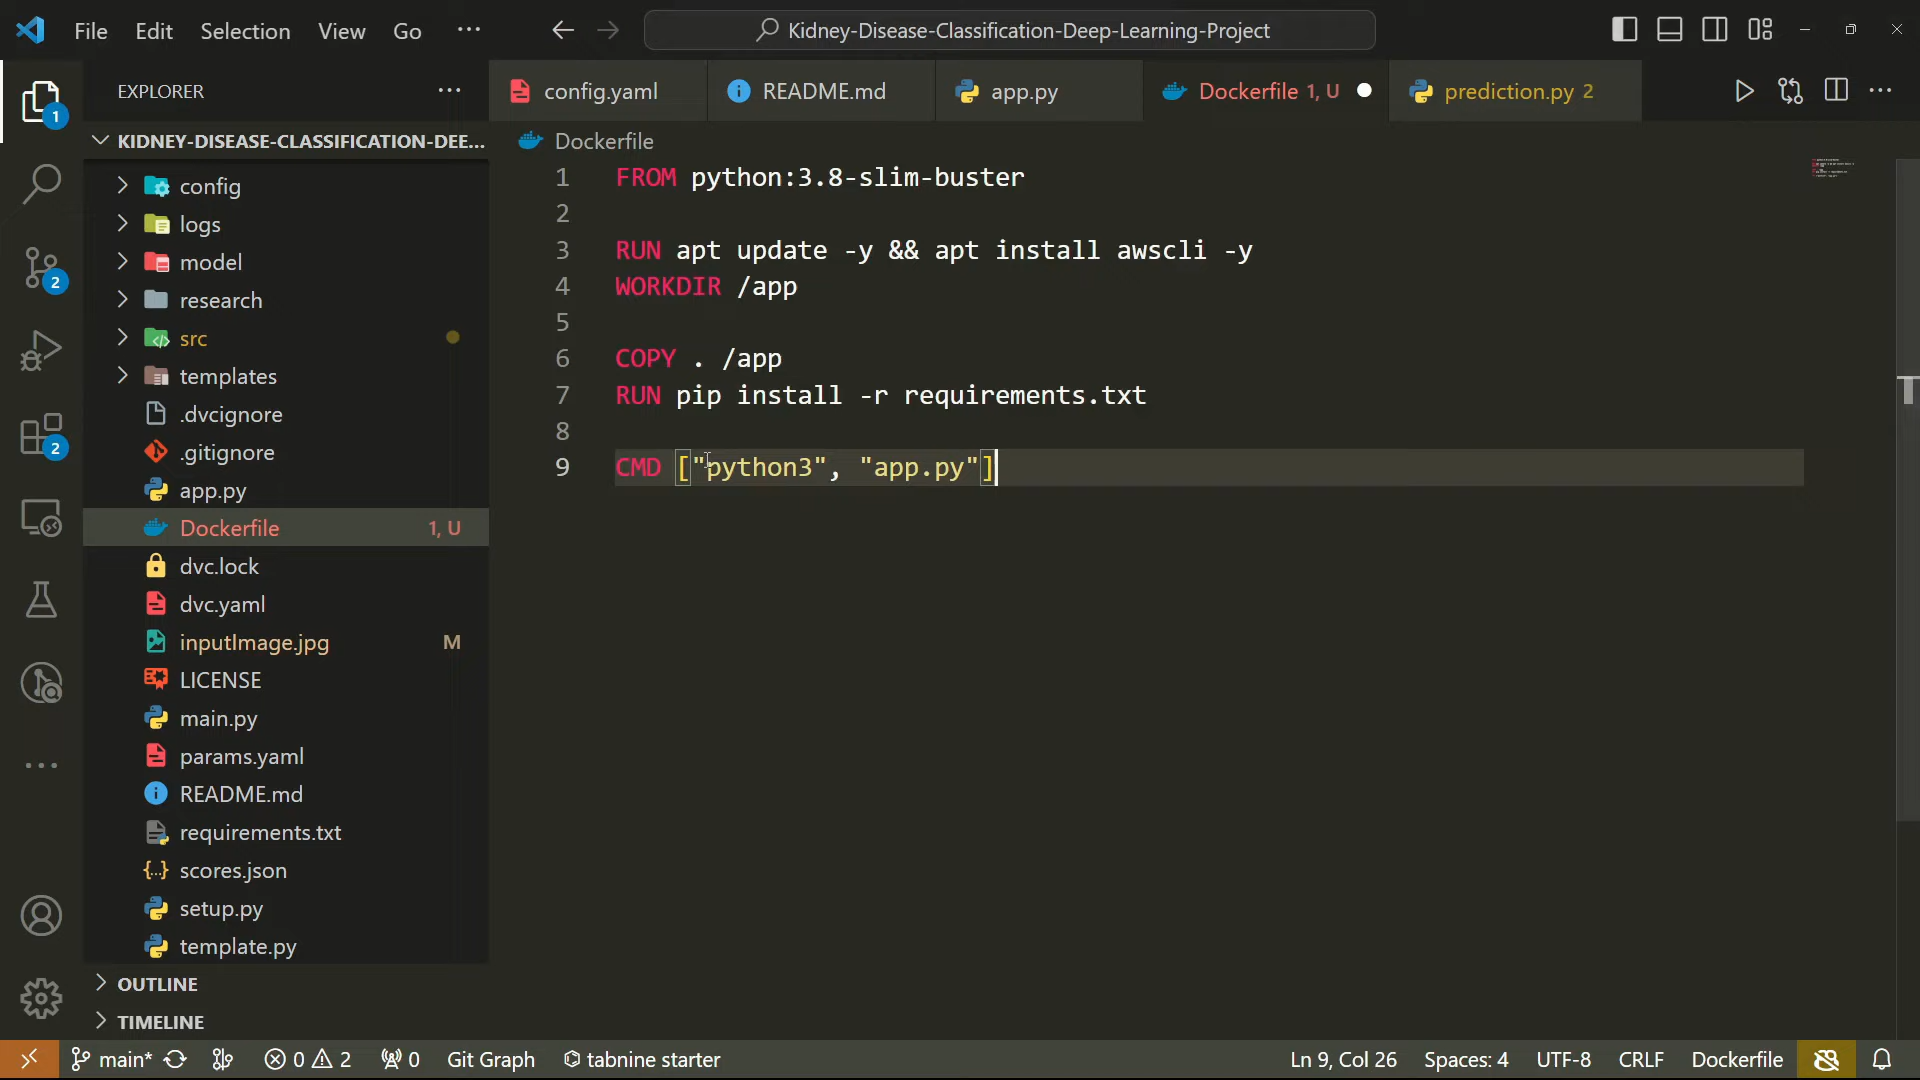 File Edit Selection View Go ... Kidney-Disease-Classification-Deep-Learning-Project
EXPLORER ...
config.yaml README.md app.py Dockerfile 1, U prediction.py 2
KIDNEY-DISEASE-CLASSIFICATION-DEE...
Dockerfile
config
logs
model
research
src
templates
.dvcignore
.gitignore
app.py
Dockerfile 1, U
dvc.lock
dvc.yaml
inputImage.jpg M
LICENSE
main.py
params.yaml
README.md
requirements.txt
scores.json
setup.py
template.py
OUTLINE
TIMELINE
1
2
2
1 FROM python:3.8-slim-buster
2
3 RUN apt update -y && apt install awscli -y
4 WORKDIR /app
5
6 COPY . /app
7 RUN pip install -r requirements.txt
8
9 CMD ["python3", "app.py"]
main* 0 2 0 Git Graph tabnine starter Ln 9, Col 26 Spaces: 4 UTF-8 CRLF Dockerfile